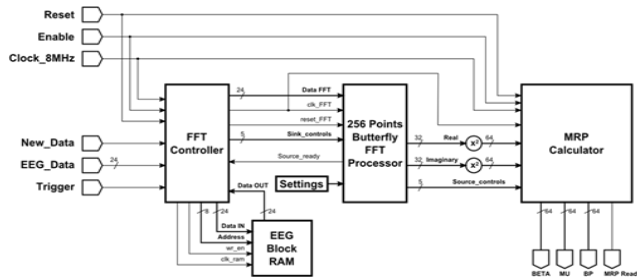 Reset
Enable
Clock_8MHz
24
Data FFT
clk_FFT
reset_FFT
5
Sink_controls
FFT
Controller
256 Points
Butterfly
FFT
Processor
32
Real
x²
64
32
Imaginary
x²
64
5
Source_controls
MRP
Calculator
New_Data
EEG_Data
24
Trigger
Source_ready
Settings
Data OUT
24
8
24
Data IN
Address
wr_en
clk_ram
EEG
Block
RAM
64
64
64
BETA
MU
BP
MRP Read